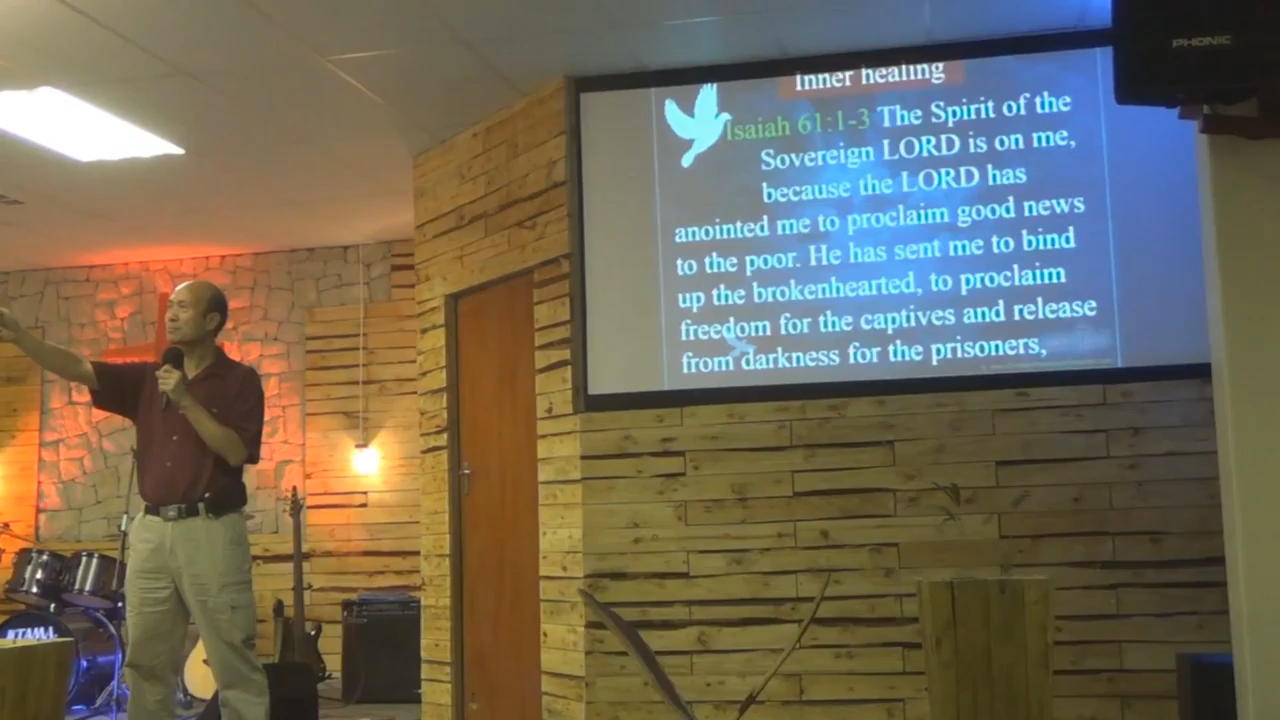 PHONIC
Inner healing
Isaiah 61:1-3 The Spirit of the
Sovereign LORD is on me,
because the LORD has
anointed me to proclaim good news
to the poor. He has sent me to bind
up the brokenhearted, to proclaim
freedom for the captives and release
from darkness for the prisoners,
TAMA